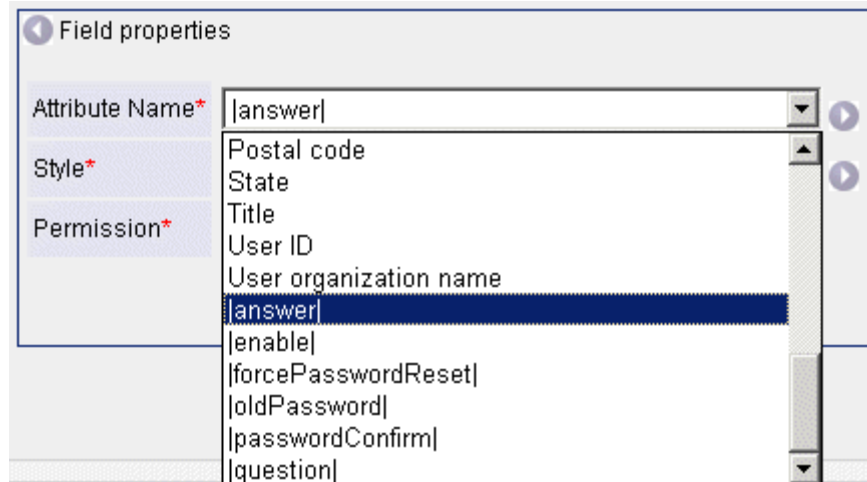 Field properties
Attribute Name* |answer|
Postal code
Style*
State
Title
Permission*
User ID
User organization name
|answer|
|enable|
|forcePasswordReset|
|oldPassword|
|passwordConfirm|
|question|